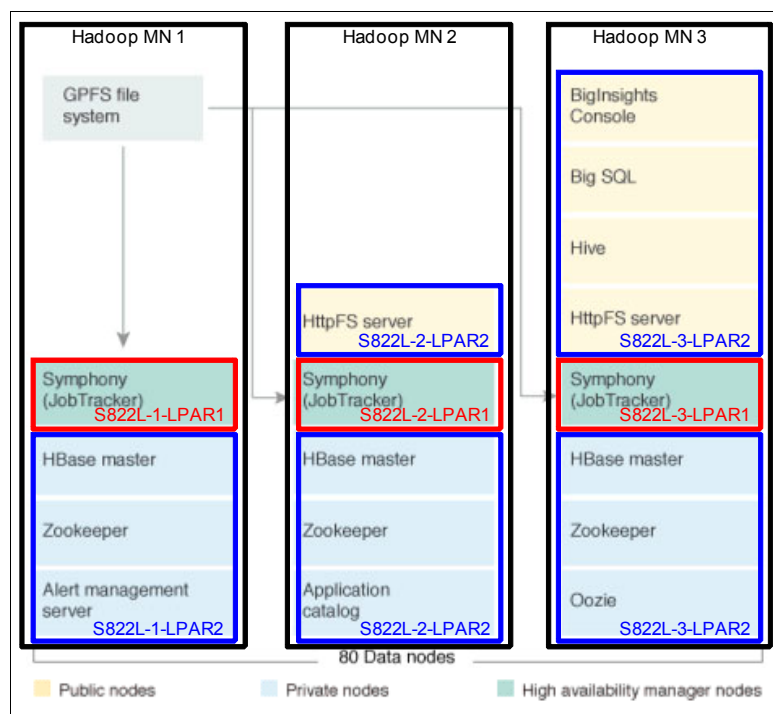 Hadoop MN 1
GPFS file
system
Symphony
(JobTracker)
S822L-1-LPAR1
HBase master
Zookeeper
Alert management
server
S822L-1-LPAR2
Hadoop MN 2
HttpFS server
S822L-2-LPAR2
Symphony
(JobTracker)
S822L-2-LPAR1
HBase master
Zookeeper
Application
catalog
S822L-2-LPAR2
Hadoop MN 3
BigInsights
Console
Big SQL
Hive
HttpFS server
S822L-3-LPAR2
Symphony
(JobTracker)
S822L-3-LPAR1
HBase master
Zookeeper
Oozie
S822L-3-LPAR2
80 Data nodes
Public nodes
Private nodes
High availability manager nodes